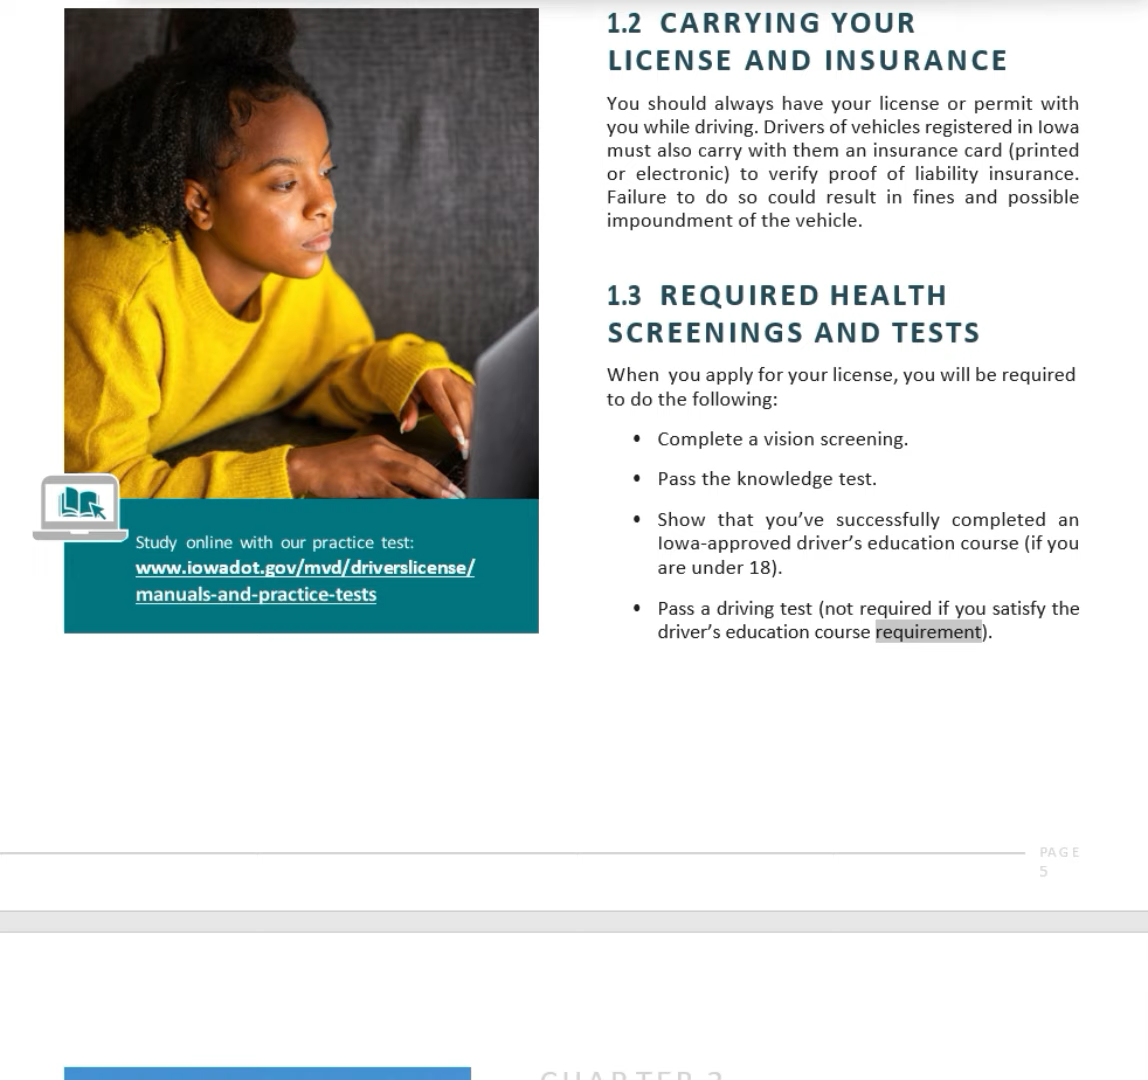 1.2 CARRYING YOUR
LICENSE AND INSURANCE
You should always have your license or permit with
you while driving. Drivers of vehicles registered in Iowa
must also carry with them an insurance card (printed
or electronic) to verify proof of liability insurance.
Failure to do so could result in fines and possible
impoundment of the vehicle.
1.3 REQUIRED HEALTH
SCREENINGS AND TESTS
When you apply for your license, you will be required
to do the following:
• Complete a vision screening.
• Pass the knowledge test.
• Show that you’ve successfully completed an
Iowa-approved driver’s education course (if you
are under 18).
• Pass a driving test (not required if you satisfy the
driver’s education course requirement).
Study online with our practice test:
www.iowadot.gov/mvd/driverslicense/
manuals-and-practice-tests
PAGE
5
CHAPTER 2